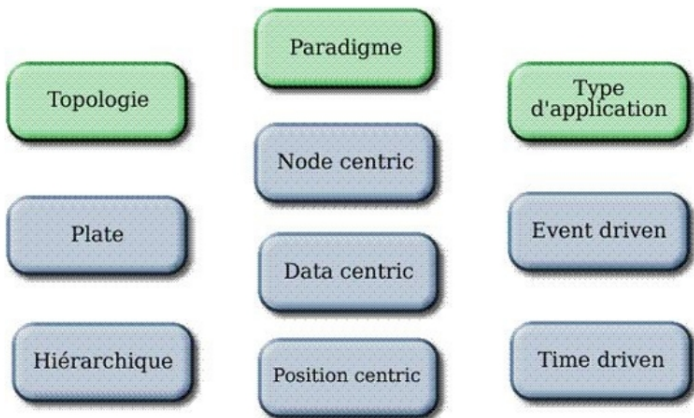 Topologie
Plate
Hiérarchique
Paradigme
Node centric
Data centric
Position centric
Type
d'application
Event driven
Time driven